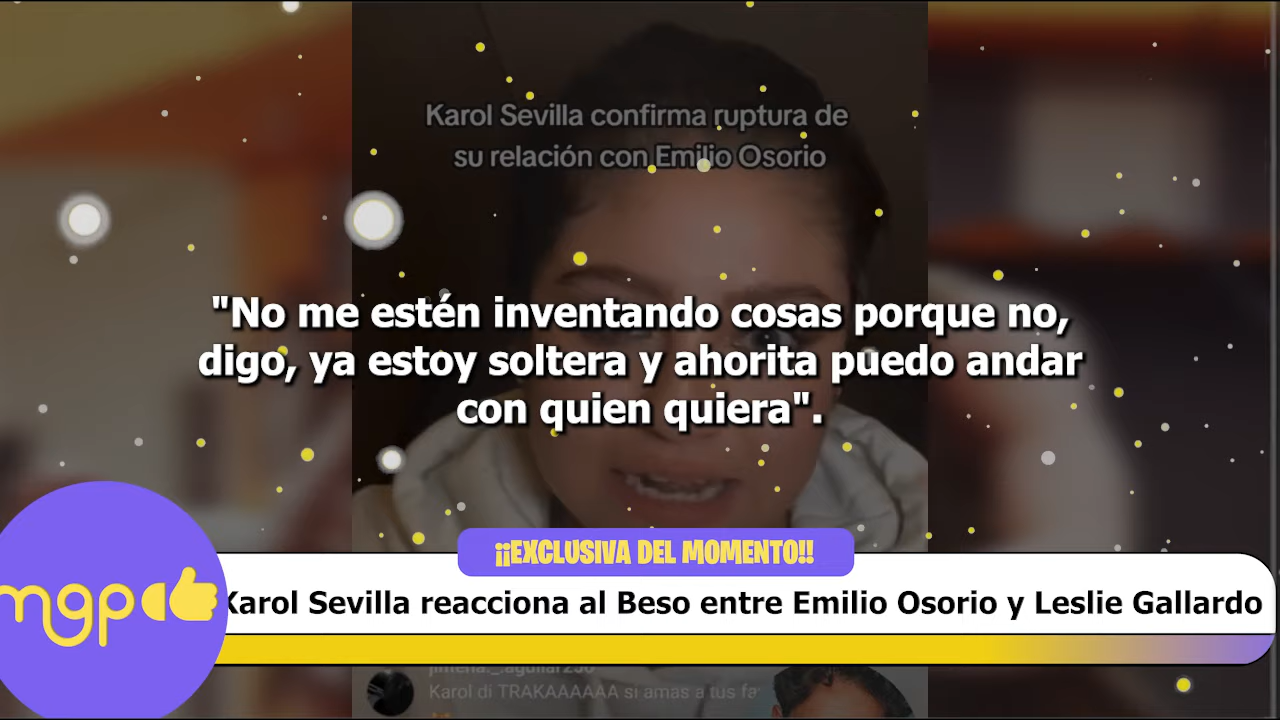 Karol Sevilla confirma ruptura de
su relación con Emilio Osorio
"No me estén inventando cosas porque no,
digo, ya estoy soltera y ahorita puedo andar
con quien quiera".
¡¡EXCLUSIVA DEL MOMENTO!!
mgp
Karol Sevilla reacciona al Beso entre Emilio Osorio y Leslie Gallardo
Karol di TRAKAAAAAA si amas a tus fa